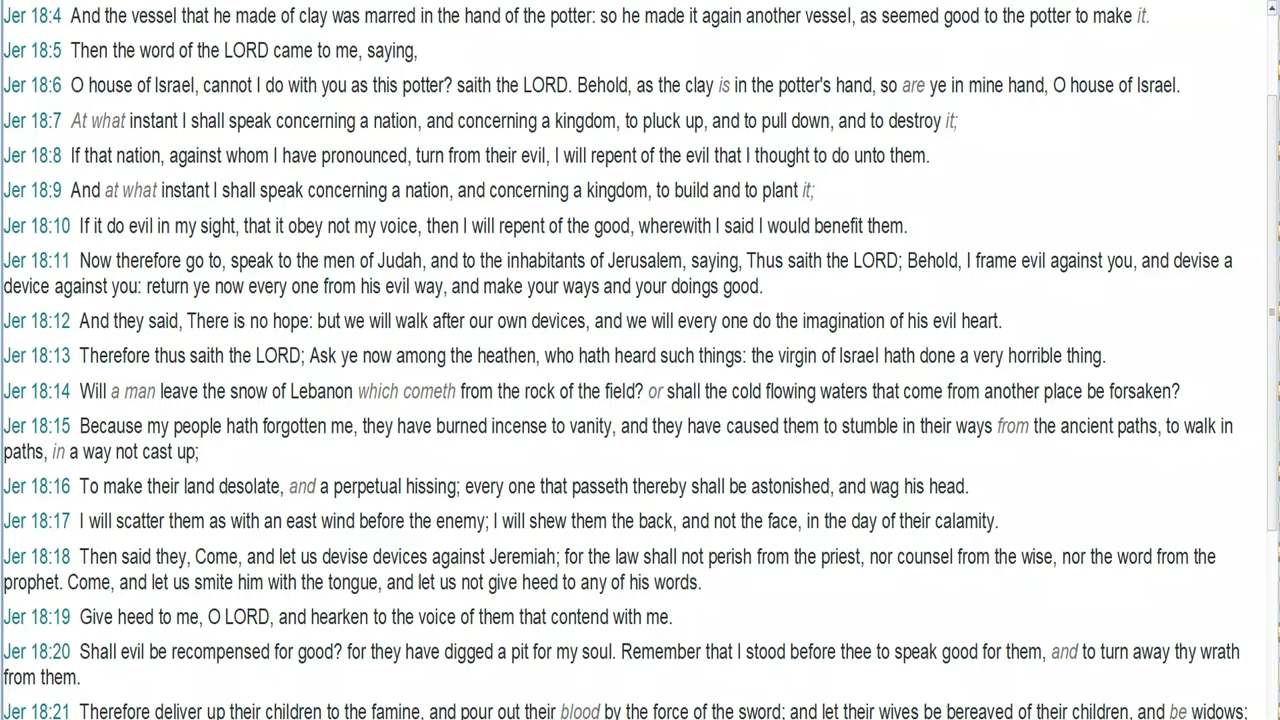 Jer 18:4 And the vessel that he made of clay was marred in the hand of the potter: so he made it again another vessel, as seemed good to the potter to make it.
Jer 18:5 Then the word of the LORD came to me, saying,
Jer 18:6 O house of Israel, cannot I do with you as this potter? saith the LORD. Behold, as the clay is in the potter's hand, so are ye in mine hand, O house of Israel.
Jer 18:7 At what instant I shall speak concerning a nation, and concerning a kingdom, to pluck up, and to pull down, and to destroy it;
Jer 18:8 If that nation, against whom I have pronounced, turn from their evil, I will repent of the evil that I thought to do unto them.
Jer 18:9 And at what instant I shall speak concerning a nation, and concerning a kingdom, to build and to plant it;
Jer 18:10 If it do evil in my sight, that it obey not my voice, then I will repent of the good, wherewith I said I would benefit them.
Jer 18:11 Now therefore go to, speak to the men of Judah, and to the inhabitants of Jerusalem, saying, Thus saith the LORD; Behold, I frame evil against you, and devise a
device against you: return ye now every one from his evil way, and make your ways and your doings good.
Jer 18:12 And they said, There is no hope: but we will walk after our own devices, and we will every one do the imagination of his evil heart.
Jer 18:13 Therefore thus saith the LORD; Ask ye now among the heathen, who hath heard such things: the virgin of Israel hath done a very horrible thing.
Jer 18:14 Will a man leave the snow of Lebanon which cometh from the rock of the field? or shall the cold flowing waters that come from another place be forsaken?
Jer 18:15 Because my people hath forgotten me, they have burned incense to vanity, and they have caused them to stumble in their ways from the ancient paths, to walk in
paths, in a way not cast up;
Jer 18:16 To make their land desolate, and a perpetual hissing; every one that passeth thereby shall be astonished, and wag his head.
Jer 18:17 I will scatter them as with an east wind before the enemy; I will shew them the back, and not the face, in the day of their calamity.
Jer 18:18 Then said they, Come, and let us devise devices against Jeremiah; for the law shall not perish from the priest, nor counsel from the wise, nor the word from the
prophet. Come, and let us smite him with the tongue, and let us not give heed to any of his words.
Jer 18:19 Give heed to me, O LORD, and hearken to the voice of them that contend with me.
Jer 18:20 Shall evil be recompensed for good? for they have digged a pit for my soul. Remember that I stood before thee to speak good for them, and to turn away thy wrath
from them.
Jer 18:21 Therefore deliver up their children to the famine, and pour out their blood by the force of the sword; and let their wives be bereaved of their children, and be widows;